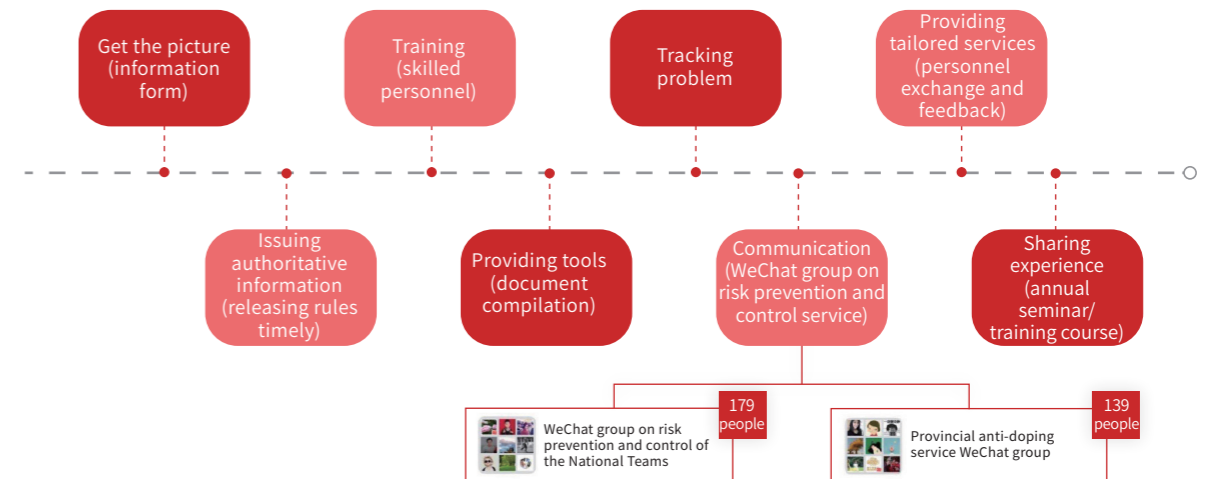 Get the picture
(information
form)
Training
(skilled
personnel)
Tracking
problem
Providing
tailored services
(personnel
exchange and
feedback)
Issuing
authoritative
information
(releasing rules
timely)
Providing tools
(document
compilation)
Communication
(WeChat group on
risk prevention and
control service)
Sharing
experience
(annual
seminar/
training course)
179
people
WeChat group on risk
prevention and control of
the National Teams
139
people
Provincial anti-doping
service WeChat group